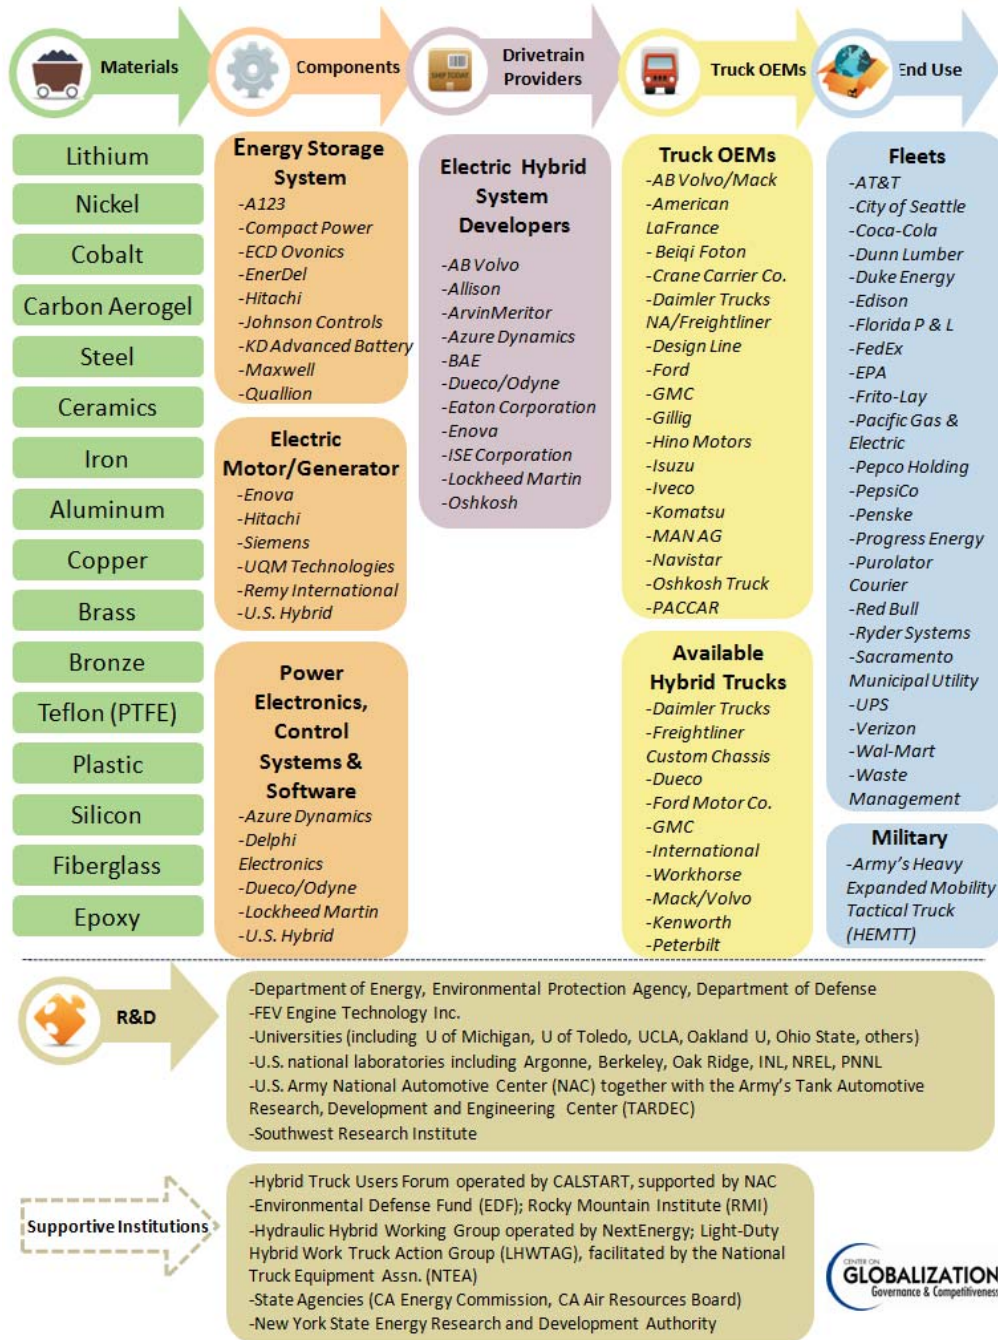 Materials
Components
Drivetrain
Providers
Truck OEMs
End Use
SHIP TODAY
Lithium
Nickel
Cobalt
Carbon Aerogel
Steel
Ceramics
Iron
Aluminum
Copper
Brass
Bronze
Teflon (PTFE)
Plastic
Silicon
Fiberglass
Epoxy
Energy Storage
System
-A123
-Compact Power
-ECD Ovonics
-EnerDel
-Hitachi
-Johnson Controls
-KD Advanced Battery
-Maxwell
-Quallion
Electric
Motor/Generator
-Enova
-Hitachi
-Siemens
-UQM Technologies
-Remy International
-U.S. Hybrid
Power
Electronics,
Control
Systems &
Software
-Azure Dynamics
-Delphi
Electronics
-Dueco/Odyne
-Lockheed Martin
-U.S. Hybrid
Electric Hybrid
System
Developers
-AB Volvo
-Allison
-ArvinMeritor
-Azure Dynamics
-BAE
-Dueco/Odyne
-Eaton Corporation
-Enova
-ISE Corporation
-Lockheed Martin
-Oshkosh
Truck OEMs
-AB Volvo/Mack
-American
LaFrance
- Beiqi Foton
-Crane Carrier Co.
-Daimler Trucks
NA/Freightliner
-Design Line
-Ford
-GMC
-Gillig
-Hino Motors
-Isuzu
-Iveco
-Komatsu
-MAN AG
-Navistar
-Oshkosh Truck
-PACCAR
Available
Hybrid Trucks
-Daimler Trucks
-Freightliner
Custom Chassis
-Dueco
-Ford Motor Co.
-GMC
-International
-Workhorse
-Mack/Volvo
-Kenworth
-Peterbilt
Fleets
-AT&T
-City of Seattle
-Coca-Cola
-Dunn Lumber
-Duke Energy
-Edison
-Florida P & L
-FedEx
-EPA
-Frito-Lay
-Pacific Gas &
Electric
-Pepco Holding
-PepsiCo
-Penske
-Progress Energy
-Purolator
Courier
-Red Bull
-Ryder Systems
-Sacramento
Municipal Utility
-UPS
-Verizon
-Wal-Mart
-Waste
Management
Military
-Army's Heavy
Expanded Mobility
Tactical Truck
(HEMTT)
R&D
-Department of Energy, Environmental Protection Agency, Department of Defense
-FEV Engine Technology Inc.
-Universities (including U of Michigan, U of Toledo, UCLA, Oakland U, Ohio State, others)
-U.S. national laboratories including Argonne, Berkeley, Oak Ridge, INL, NREL, PNNL
-U.S. Army National Automotive Center (NAC) together with the Army's Tank Automotive
Research, Development and Engineering Center (TARDEC)
-Southwest Research Institute
Supportive Institutions
-Hybrid Truck Users Forum operated by CALSTART, supported by NAC
-Environmental Defense Fund (EDF); Rocky Mountain Institute (RMI)
-Hydraulic Hybrid Working Group operated by NextEnergy; Light-Duty
Hybrid Work Truck Action Group (LHWTAG), facilitated by the National
Truck Equipment Assn. (NTEA)
-State Agencies (CA Energy Commission, CA Air Resources Board)
-New York State Energy Research and Development Authority
CENTER ON
GLOBALIZATION
Governance & Competitiveness